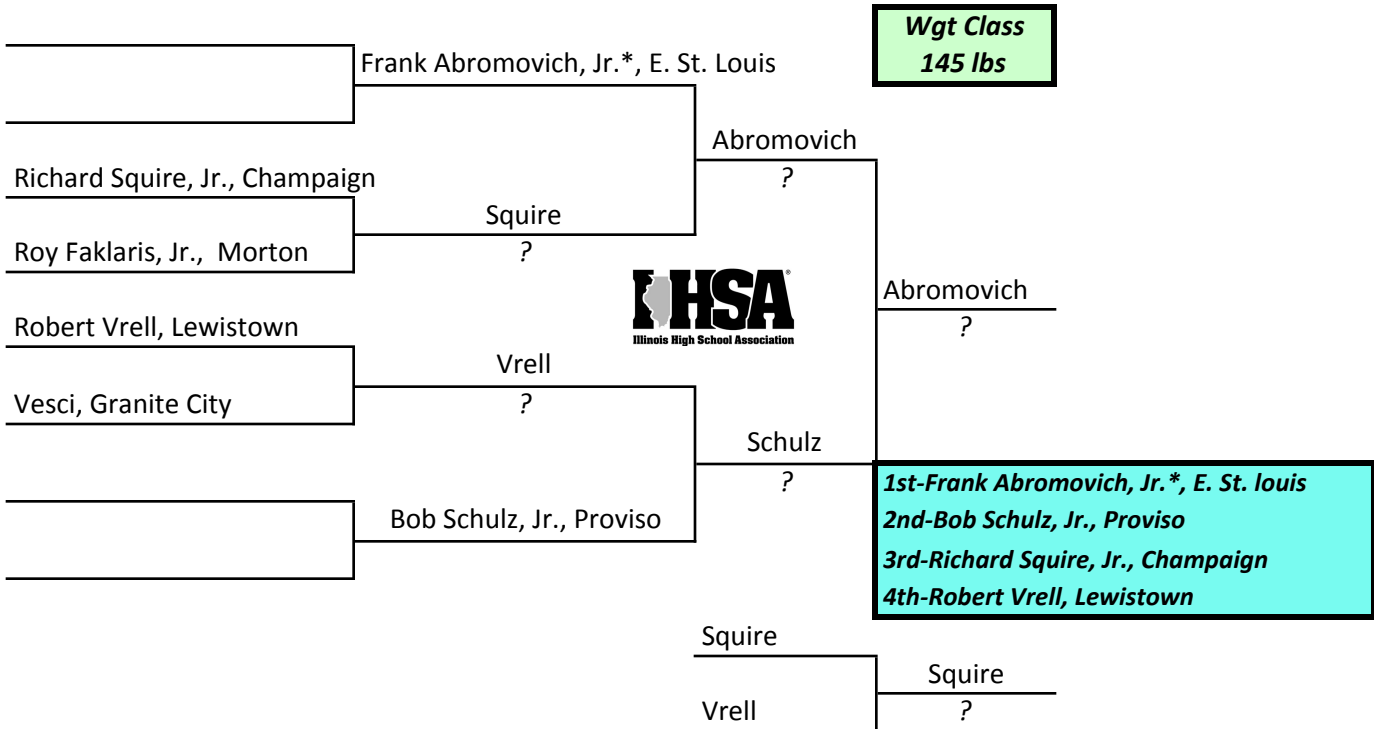 Wgt Class
145 lbs
Frank Abromovich, Jr.*, E. St. Louis
Abromovich
?
Richard Squire, Jr., Champaign
Squire
?
Roy Faklaris, Jr., Morton
IHSA®
Illinois High School Association
Abromovich
?
Robert Vrell, Lewistown
Vrell
?
Vesci, Granite City
Schulz
?
Bob Schulz, Jr., Proviso
1st-Frank Abromovich, Jr.*, E. St. louis
2nd-Bob Schulz, Jr., Proviso
3rd-Richard Squire, Jr., Champaign
4th-Robert Vrell, Lewistown
Squire
Squire
?
Vrell